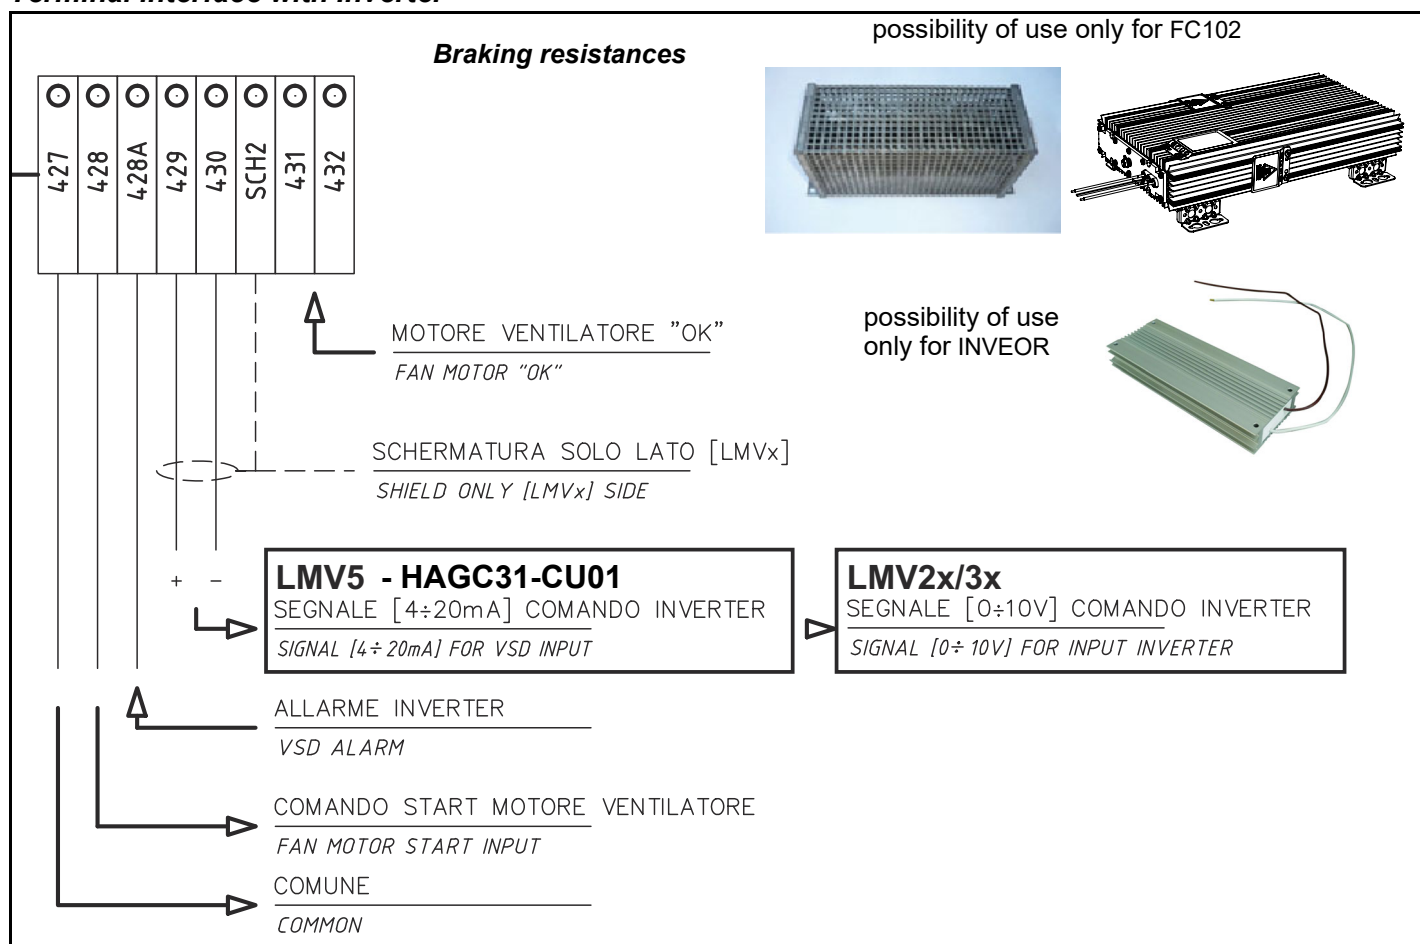 Terminal interface with inverter
possibility of use only for FC102
Braking resistances
427
428
428A
429
430
SCH2
431
432
possibility of use
only for INVEOR
MOTORE VENTILATORE "OK"
FAN MOTOR "OK"
SCHERMATURA SOLO LATO [LMVx]
SHIELD ONLY [LMVx] SIDE
+ −
LMV5 - HAGC31-CU01
SEGNALE [4÷20mA] COMANDO INVERTER
SIGNAL [4÷20mA] FOR VSD INPUT
LMV2x/3x
SEGNALE [0÷10V] COMANDO INVERTER
SIGNAL [0÷10V] FOR INPUT INVERTER
ALLARME INVERTER
VSD ALARM
COMANDO START MOTORE VENTILATORE
FAN MOTOR START INPUT
COMUNE
COMMON